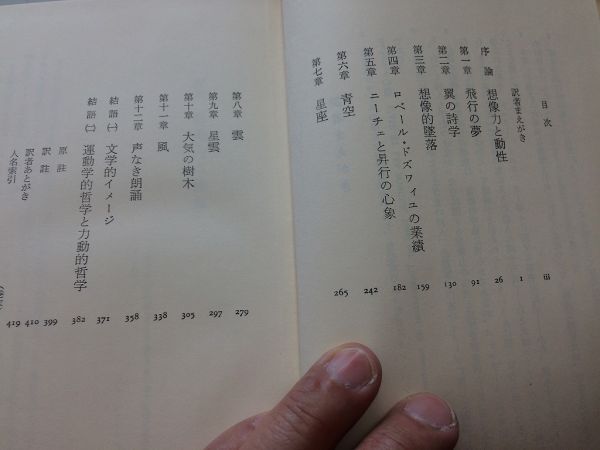 目次
訳者まえがき iii
序論 想像力と動性 1
第一章 飛行の夢 26
第二章 翼の詩学 91
第三章 想像的墜落 130
第四章 ロベール・ドズワイユの業績 159
第五章 ニーチェと昇行の心象 182
第六章 青空 242
第七章 星座 265
第八章 雲 279
第九章 星雲 297
第十章 大気の樹木 305
第十一章 風 338
第十二章 声なき朗誦 358
結語(一) 文学的イメージ 371
結語(二) 運動学的哲学と力動的哲学 382
原註 399
訳註 410
訳者あとがき 419
人名索引